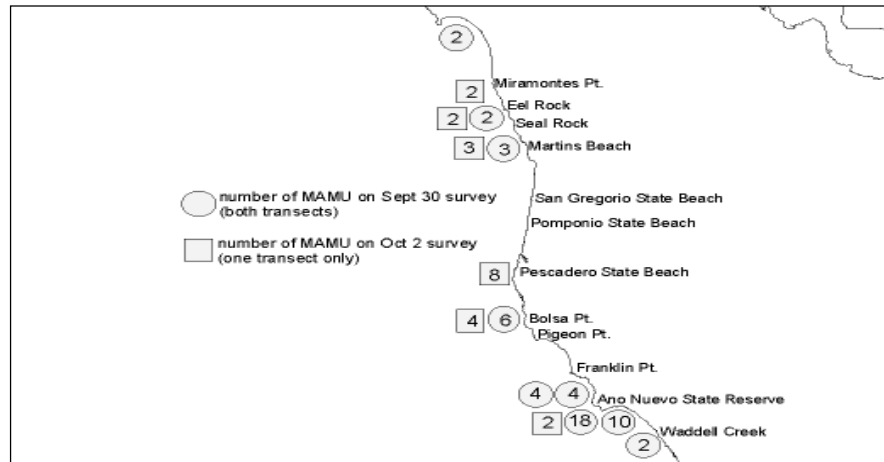 2
2
Miramontes Pt.
Eel Rock
2
2
Seal Rock
3
3
Martins Beach
number of MAMU on Sept 30 survey
(both transects)
San Gregorio State Beach
Pomponio State Beach
number of MAMU on Oct 2 survey
(one transect only)
8
Pescadero State Beach
4
6
Bolsa Pt.
Pigeon Pt.
Franklin Pt.
4
4
Ano Nuevo State Reserve
2
18
10
Waddell Creek
2